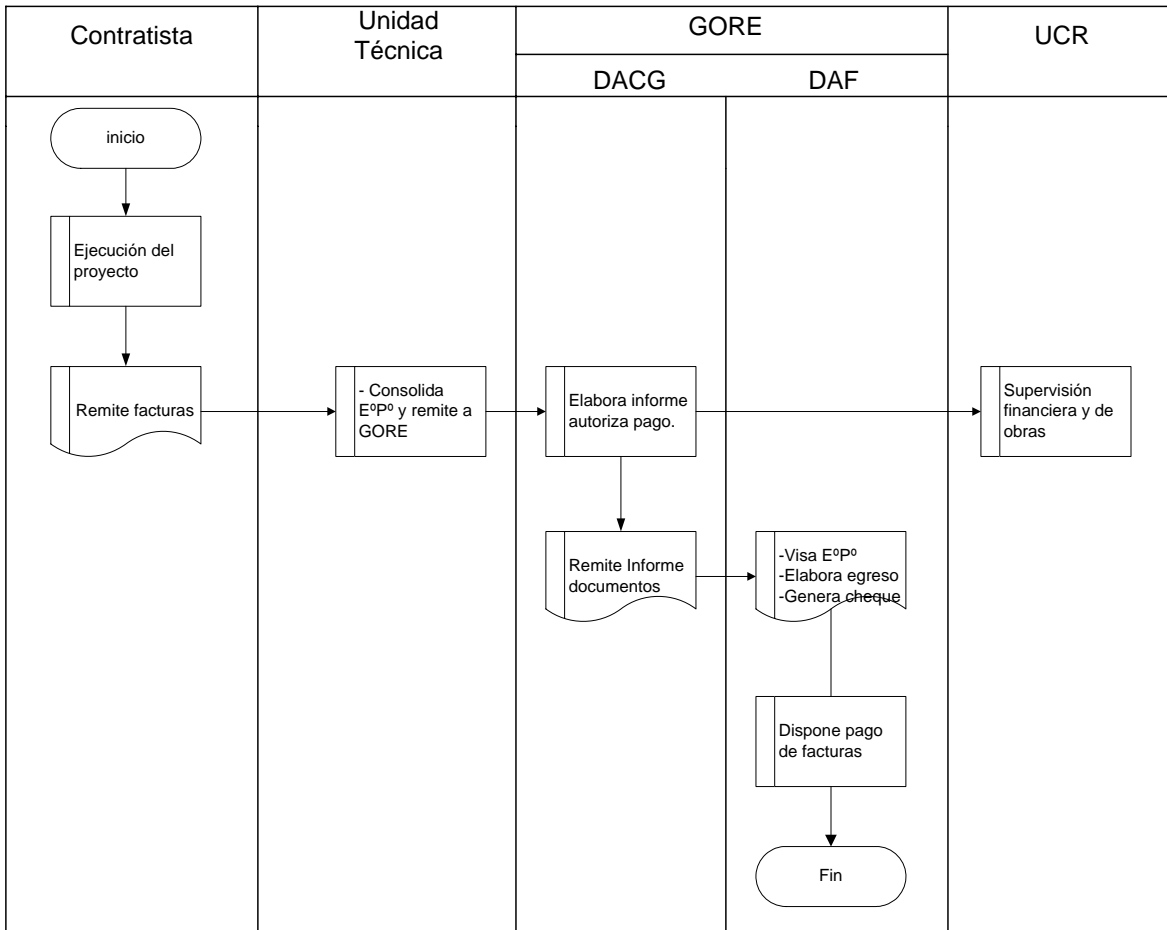 Contratista
Unidad
Técnica
GORE
UCR
DACG
DAF
inicio
Ejecución del
proyecto
Remite facturas
- Consolida
EºPº y remite a
GORE
Elabora informe
autoriza pago.
Supervisión
financiera y de
obras
Remite Informe
documentos
-Visa EºPº
-Elabora egreso
-Genera cheque
Dispone pago
de facturas
Fin